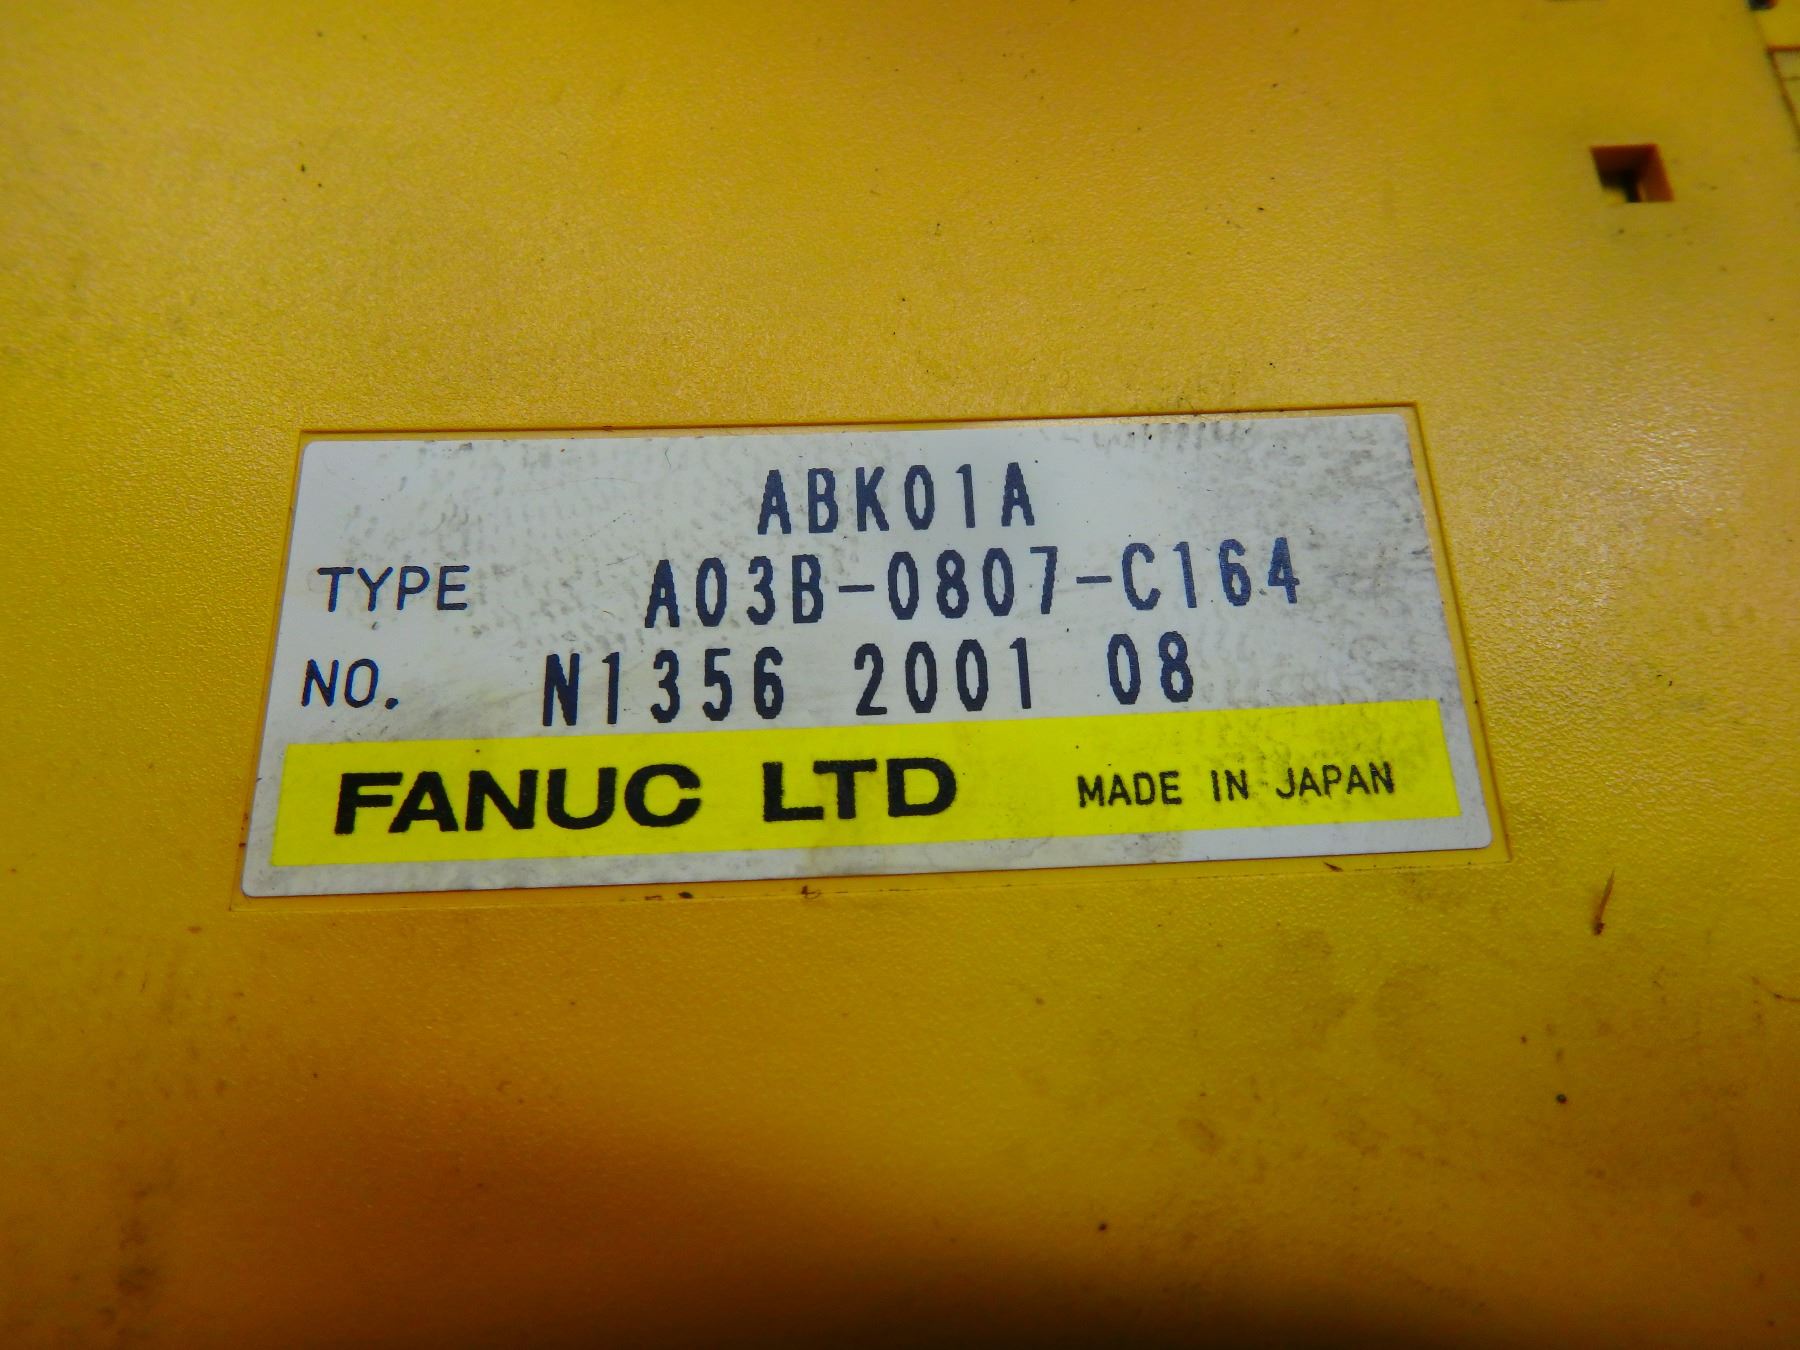 ABK01A
TYPE A03B-0807-C164
NO. N1356 2001 08
FANUC LTD MADE IN JAPAN